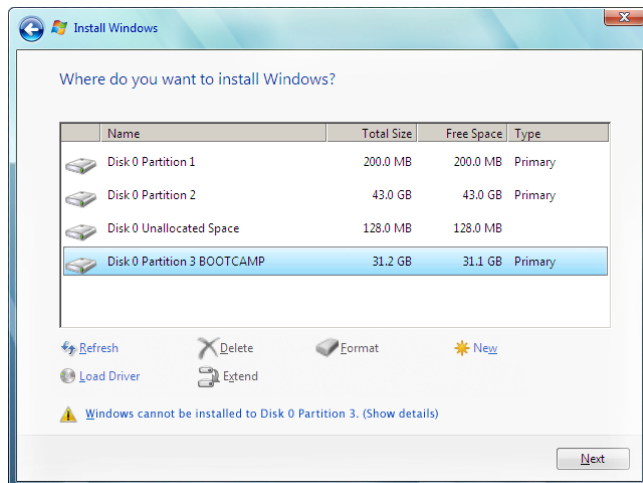 Install Windows
Where do you want to install Windows?
Name Total Size Free Space Type
Disk 0 Partition 1 200.0 MB 200.0 MB Primary
Disk 0 Partition 2 43.0 GB 43.0 GB Primary
Disk 0 Unallocated Space 128.0 MB 128.0 MB
Disk 0 Partition 3 BOOTCAMP 31.2 GB 31.1 GB Primary
Refresh Delete Format New
Load Driver Extend
Windows cannot be installed to Disk 0 Partition 3. (Show details)
Next